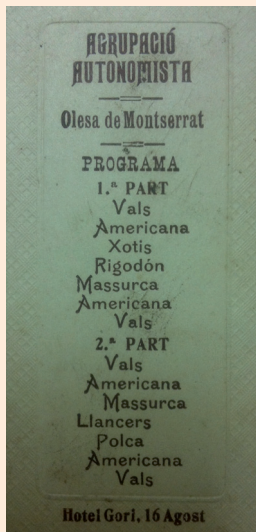 AGRUPACIÓ
AUTONOMISTA
Olesa de Montserrat
PROGRAMA
1.ª PART
Vals
Americana
Xotis
Rigodón
Massurca
Americana
Vals
2.ª PART
Vals
Americana
Massurca
Llancers
Polca
Americana
Vals
Hotel Gori, 16 Agost